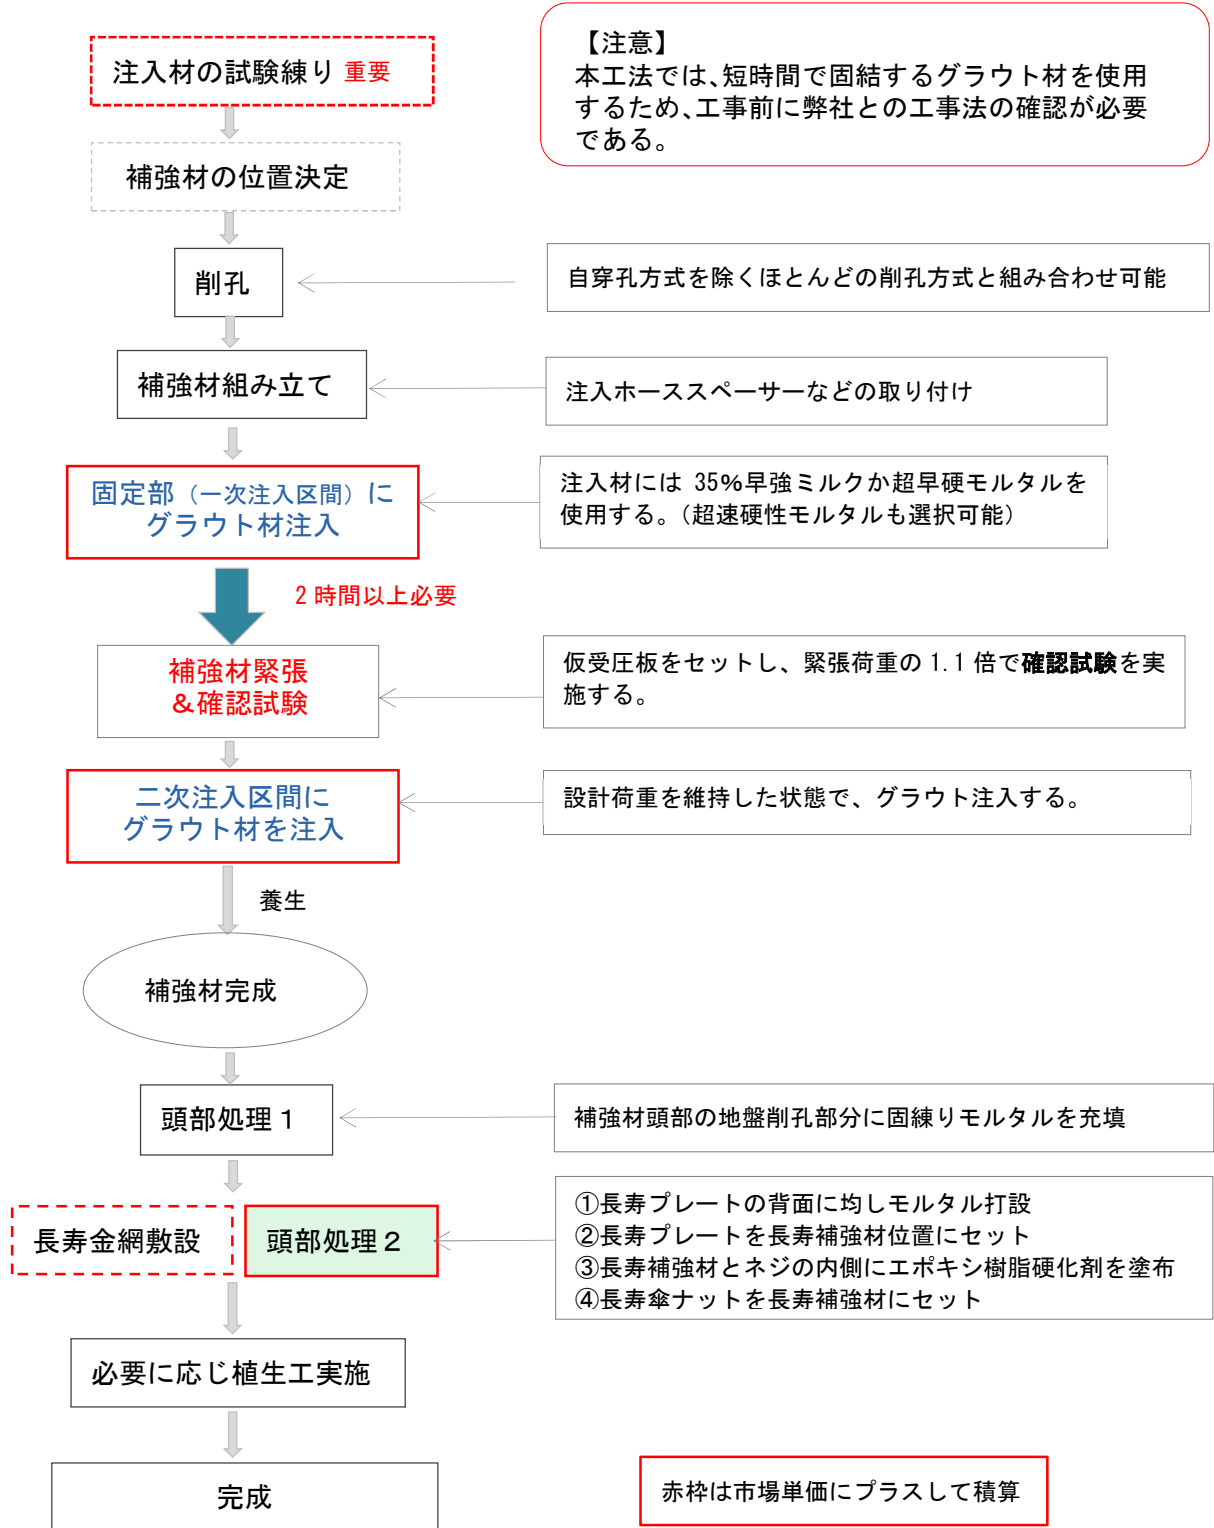 注入材の試験練り 重要
【注意】
本工法では、短時間で固結するグラウト材を使用
するため、工事前に弊社との工事法の確認が必要
である。
補強材の位置決定
削孔
自穿孔方式を除くほとんどの削孔方式と組み合わせ可能
補強材組み立て
注入ホーススペーサーなどの取り付け
固定部（一次注入区間）に
グラウト材注入
注入材には 35%早強ミルクか超早硬モルタルを
使用する。（超速硬性モルタルも選択可能）
2 時間以上必要
補強材緊張
＆確認試験
仮受圧板をセットし、緊張荷重の 1.1 倍で確認試験を実
施する。
二次注入区間に
グラウト材を注入
設計荷重を維持した状態で、グラウト注入する。
養生
補強材完成
頭部処理１
補強材頭部の地盤削孔部分に固練りモルタルを充填
長寿金網敷設
頭部処理２
①長寿プレートの背面に均しモルタル打設
②長寿プレートを長寿補強材位置にセット
③長寿補強材とネジの内側にエポキシ樹脂硬化剤を塗布
④長寿傘ナットを長寿補強材にセット
必要に応じ植生工実施
完成
赤枠は市場単価にプラスして積算